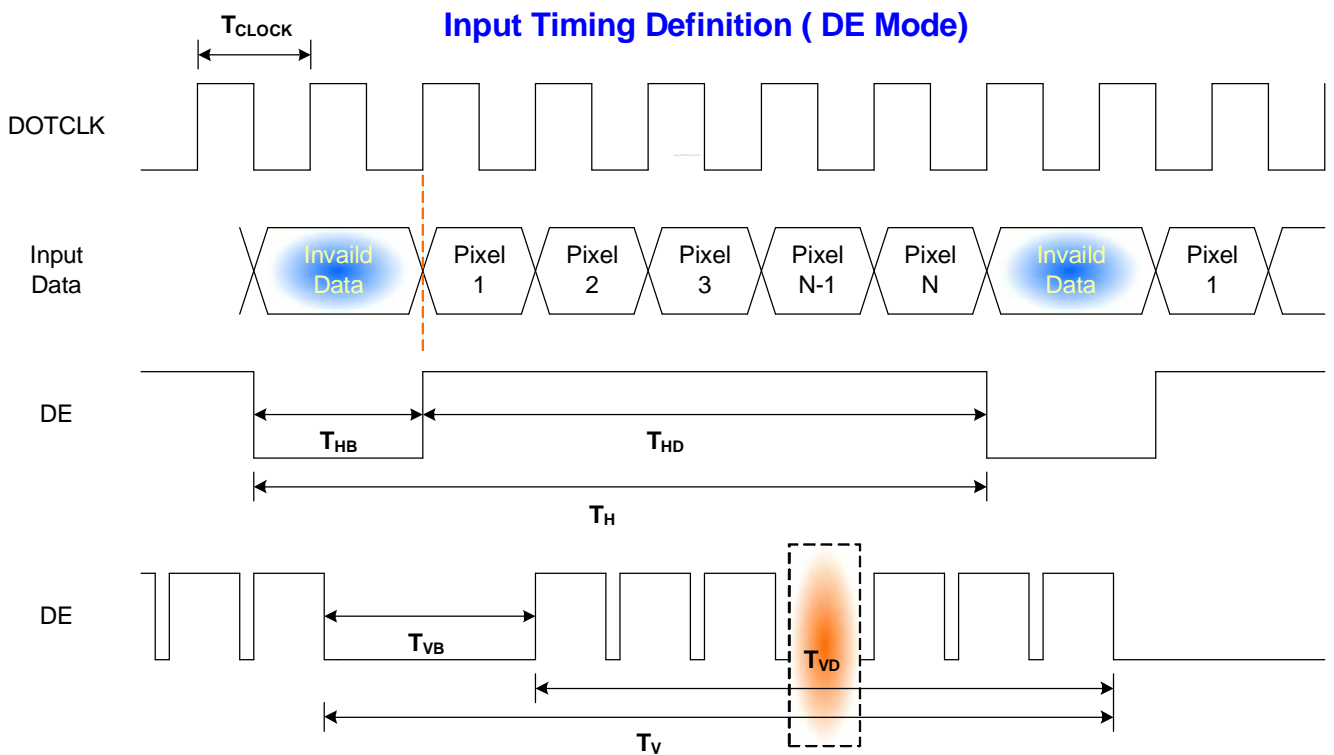 Input Timing Definition ( DE Mode)
TCLOCK
DOTCLK
Input
Data
Invaild
Data
Pixel
1
Pixel
2
Pixel
3
Pixel
N-1
Pixel
N
Invaild
Data
Pixel
1
DE
THB
THD
TH
DE
TVB
TVD
TV